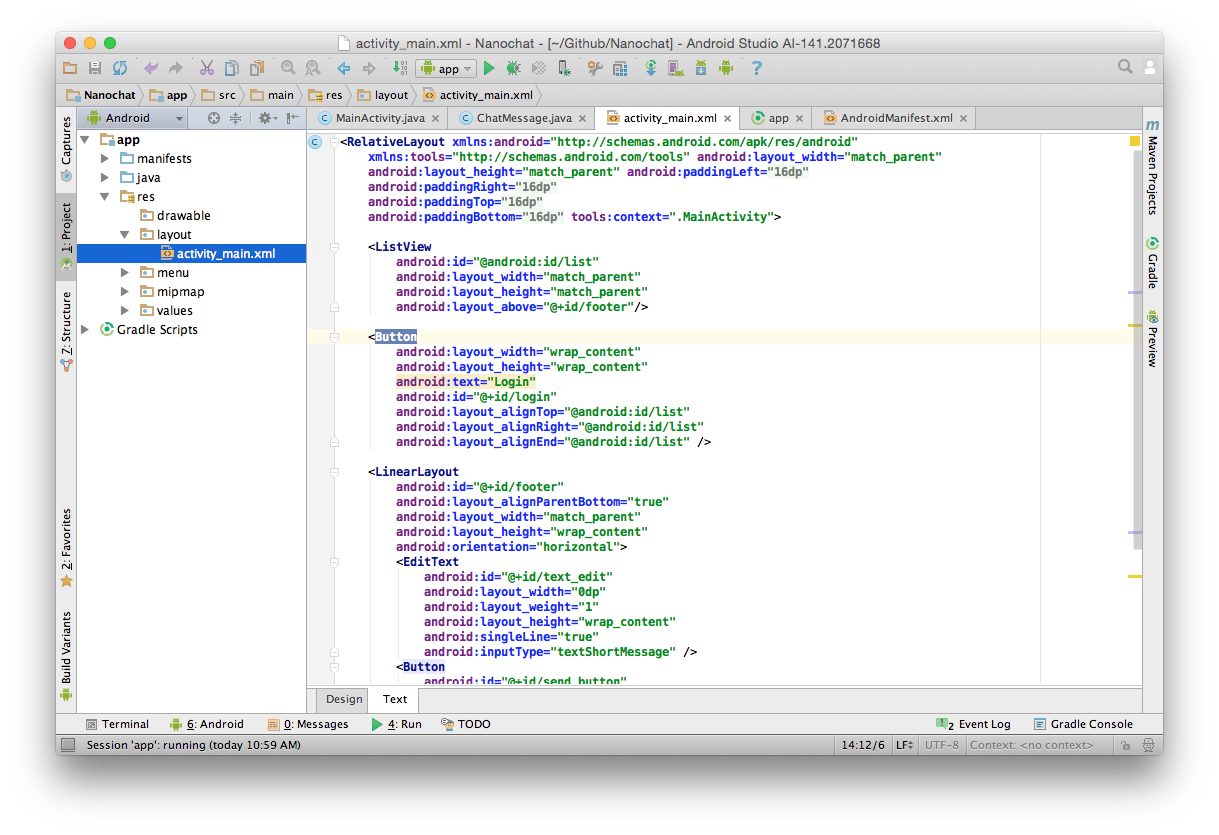 activity_main.xml - Nanochat - [~/Github/Nanochat] - Android Studio AI-141.2071668
app
?
Nanochat app src main res layout activity_main.xml
Captures
1: Project
Z: Structure
2: Favorites
Build Variants
Android
app
manifests
java
res
drawable
layout
activity_main.xml
menu
mipmap
values
Gradle Scripts
MainActivity.java ChatMessage.java activity_main.xml app AndroidManifest.xml
<RelativeLayout xmlns:android="http://schemas.android.com/apk/res/android"
xmlns:tools="http://schemas.android.com/tools" android:layout_width="match_parent"
android:layout_height="match_parent" android:paddingLeft="16dp"
android:paddingRight="16dp"
android:paddingTop="16dp"
android:paddingBottom="16dp" tools:context=".MainActivity">
<ListView
android:id="@android:id/list"
android:layout_width="match_parent"
android:layout_height="match_parent"
android:layout_above="@+id/footer"/>
<Button
android:layout_width="wrap_content"
android:layout_height="wrap_content"
android:text="Login"
android:id="@+id/login"
android:layout_alignTop="@android:id/list"
android:layout_alignRight="@android:id/list"
android:layout_alignEnd="@android:id/list" />
<LinearLayout
android:id="@+id/footer"
android:layout_alignParentBottom="true"
android:layout_width="match_parent"
android:layout_height="wrap_content"
android:orientation="horizontal">
<EditText
android:id="@+id/text_edit"
android:layout_width="0dp"
android:layout_weight="1"
android:layout_height="wrap_content"
android:singleLine="true"
android:inputType="textShortMessage" />
<Button
android:id="@+id/send_button"
Design Text
m Maven Projects
Gradle
Preview
Terminal 6: Android 0: Messages 4: Run TODO 2 Event Log Gradle Console
Session 'app': running (today 10:59 AM) 14:12/6 LF UTF-8 Context: <no context>